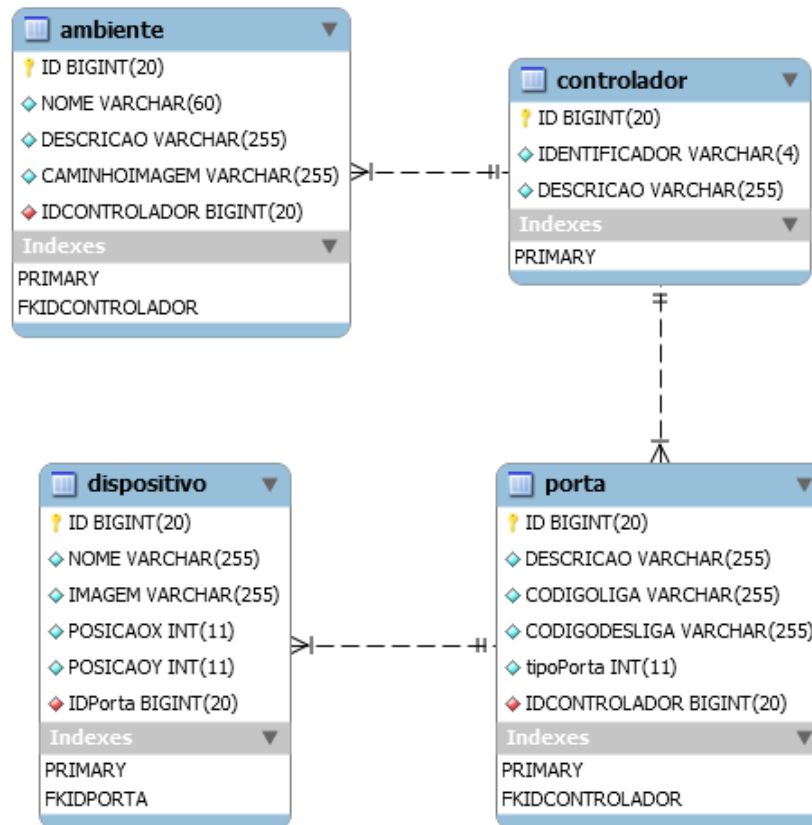 ambiente
ID BIGINT(20)
NOME VARCHAR(60)
DESCRICAO VARCHAR(255)
CAMINHOIMAGEM VARCHAR(255)
IDCONTROLADOR BIGINT(20)
Indexes
PRIMARY
FKIDCONTROLADOR
controlador
ID BIGINT(20)
IDENTIFICADOR VARCHAR(4)
DESCRICAO VARCHAR(255)
Indexes
PRIMARY
dispositivo
ID BIGINT(20)
NOME VARCHAR(255)
IMAGEM VARCHAR(255)
POSICAOX INT(11)
POSICAOY INT(11)
IDPorta BIGINT(20)
Indexes
PRIMARY
FKIDPORTA
porta
ID BIGINT(20)
DESCRICAO VARCHAR(255)
CODIGOLIGA VARCHAR(255)
CODIGODESLIGA VARCHAR(255)
tipoPorta INT(11)
IDCONTROLADOR BIGINT(20)
Indexes
PRIMARY
FKIDCONTROLADOR